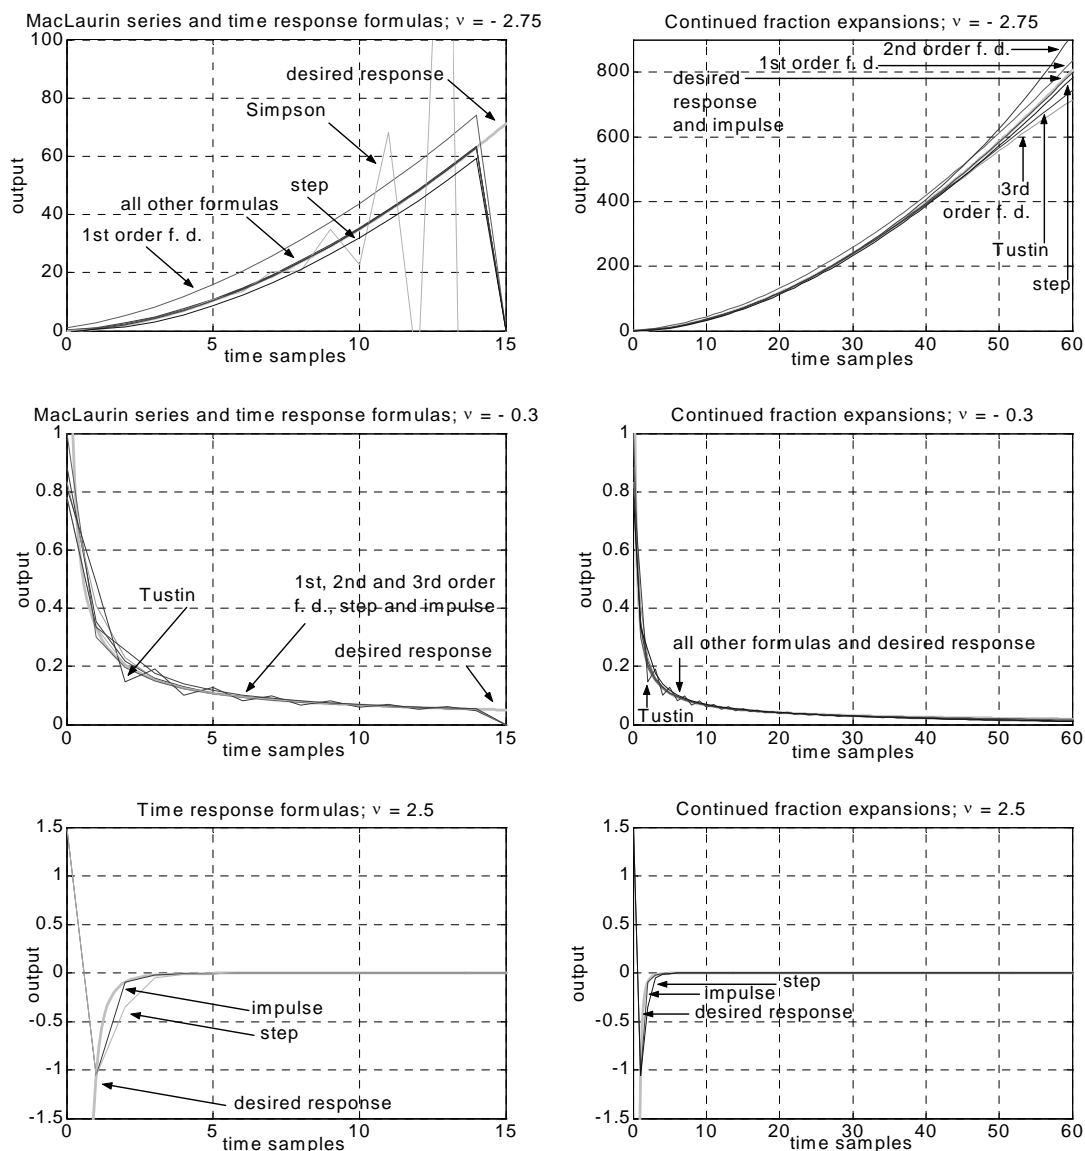 MacLaurin series and time response formulas; ν = - 2.75
100
80
60
40
20
0
output
desired response
Simpson
step
all other formulas
1st order f. d.
0
5
10
15
time samples
Continued fraction expansions; ν = - 2.75
800
600
400
200
0
output
2nd order f. d.
1st order f. d.
desired
response
and impulse
3rd
order f. d.
Tustin
step
0
10
20
30
40
50
60
time samples
MacLaurin series and time response formulas; ν = - 0.3
1
0.8
0.6
0.4
0.2
0
output
Tustin
1st, 2nd and 3rd order
f. d., step and impulse
desired response
0
5
10
15
time samples
Continued fraction expansions; ν = - 0.3
1
0.8
0.6
0.4
0.2
0
output
all other formulas and desired response
Tustin
0
10
20
30
40
50
60
time samples
Time response formulas; ν = 2.5
1.5
1
0.5
0
-0.5
-1
-1.5
output
impulse
step
desired response
0
5
10
15
time samples
Continued fraction expansions; ν = 2.5
1.5
1
0.5
0
-0.5
-1
-1.5
output
step
impulse
desired response
0
10
20
30
40
50
60
time samples